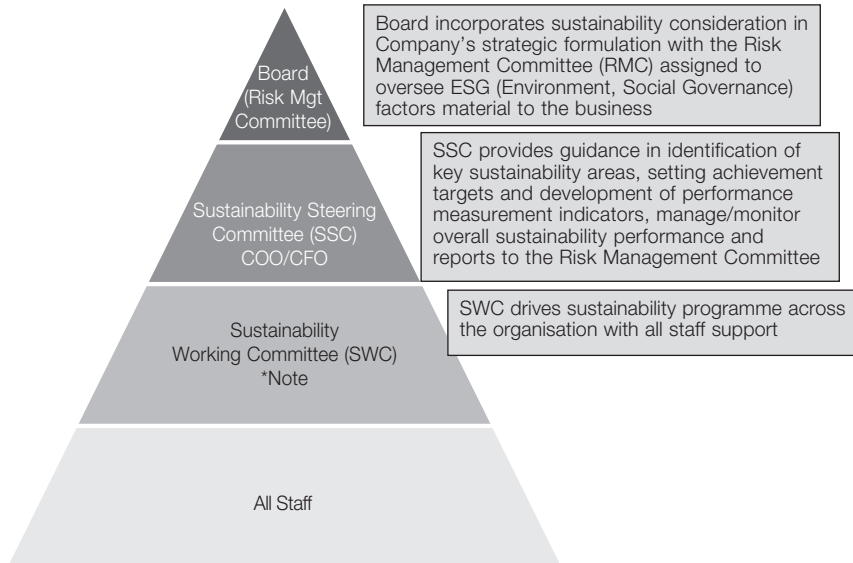 Board
(Risk Mgt
Committee)
Board incorporates sustainability consideration in
Company's strategic formulation with the Risk
Management Committee (RMC) assigned to
oversee ESG (Environment, Social Governance)
factors material to the business
Sustainability Steering
Committee (SSC)
COO/CFO
SSC provides guidance in identification of
key sustainability areas, setting achievement
targets and development of performance
measurement indicators, manage/monitor
overall sustainability performance and
reports to the Risk Management Committee
Sustainability
Working Committee (SWC)
*Note
SWC drives sustainability programme across
the organisation with all staff support
All Staff